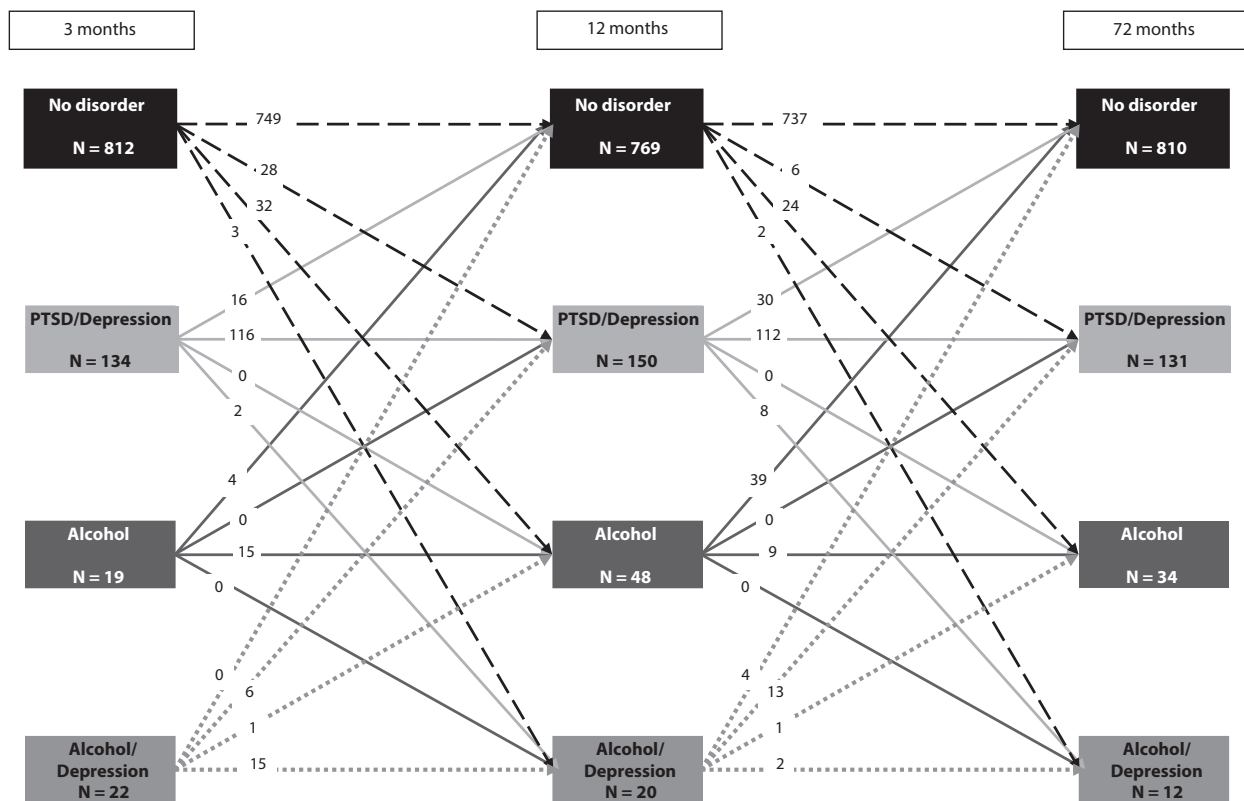 3 months
12 months
72 months
No disorder
N = 812
749
No disorder
N = 769
737
No disorder
N = 810
28
32
3
6
24
2
16
30
PTSD/Depression
N = 134
116
0
2
PTSD/Depression
N = 150
112
0
8
PTSD/Depression
N = 131
4
0
39
0
Alcohol
N = 19
15
0
Alcohol
N = 48
9
0
Alcohol
N = 34
0
6
1
4
13
1
Alcohol/
Depression
N = 22
15
Alcohol/
Depression
N = 20
2
Alcohol/
Depression
N = 12